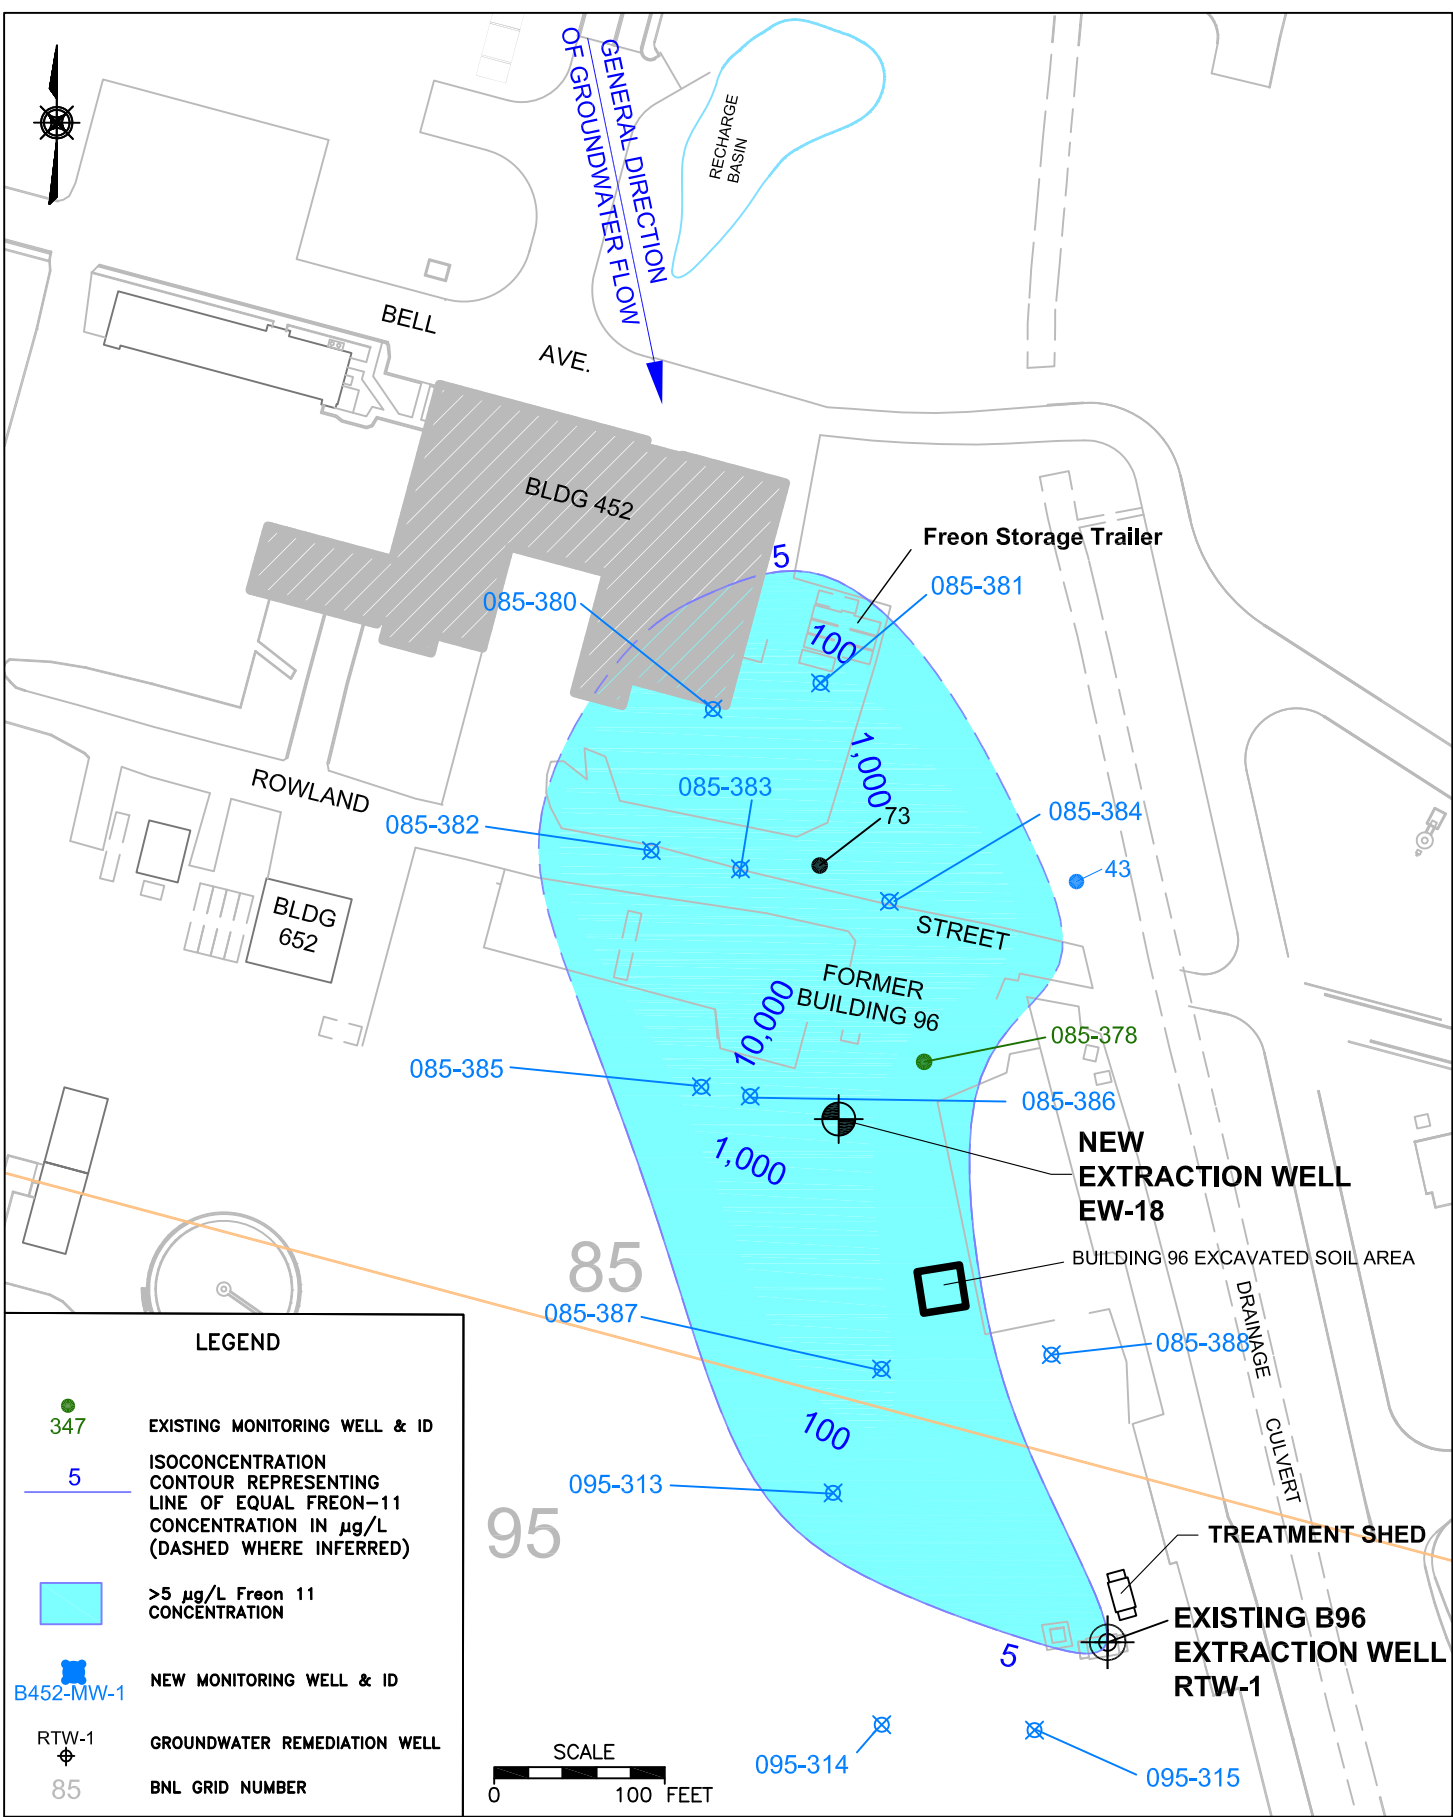 GENERAL DIRECTION
OF GROUNDWATER FLOW
RECHARGE
BASIN
BELL
AVE.
BLDG 452
Freon Storage Trailer
5
085-380
085-381
100
1,000
085-383
085-382
73
085-384
43
ROWLAND
STREET
BLDG
652
FORMER
BUILDING 96
10,000
085-378
085-385
085-386
1,000
NEW
EXTRACTION WELL
EW-18
BUILDING 96 EXCAVATED SOIL AREA
85
085-387
085-388
DRAINAGE
CULVERT
100
095-313
95
TREATMENT SHED
EXISTING B96
EXTRACTION WELL
RTW-1
5
095-314
095-315
SCALE
0
100 FEET
LEGEND
347
EXISTING MONITORING WELL & ID
5
ISOCONCENTRATION
CONTOUR REPRESENTING
LINE OF EQUAL FREON-11
CONCENTRATION IN µg/L
(DASHED WHERE INFERRED)
>5 µg/L Freon 11
CONCENTRATION
B452-MW-1
NEW MONITORING WELL & ID
RTW-1
GROUNDWATER REMEDIATION WELL
85
BNL GRID NUMBER